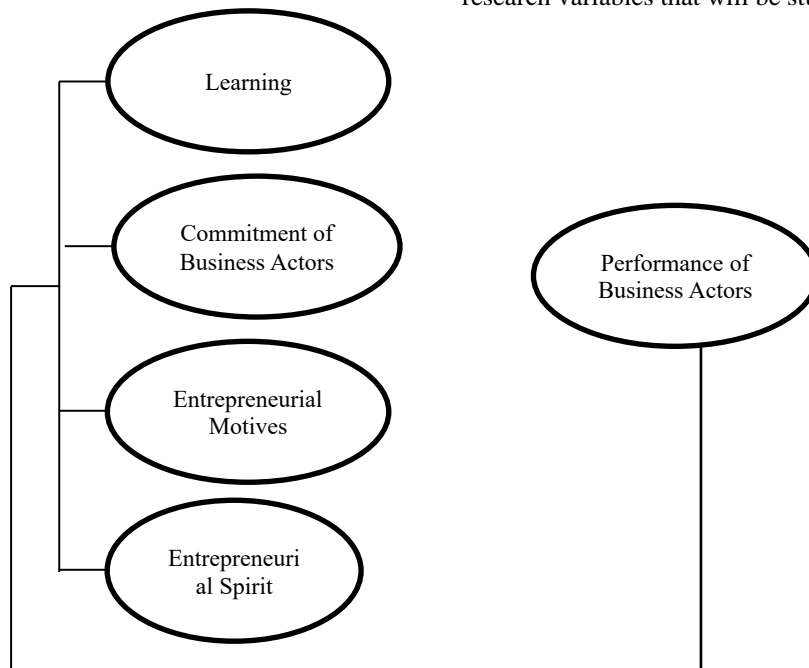 research variables that will be
Learning
Commitment of
Business Actors
Performance of
Business Actors
Entrepreneurial
Motives
Entrepreneuri
al Spirit